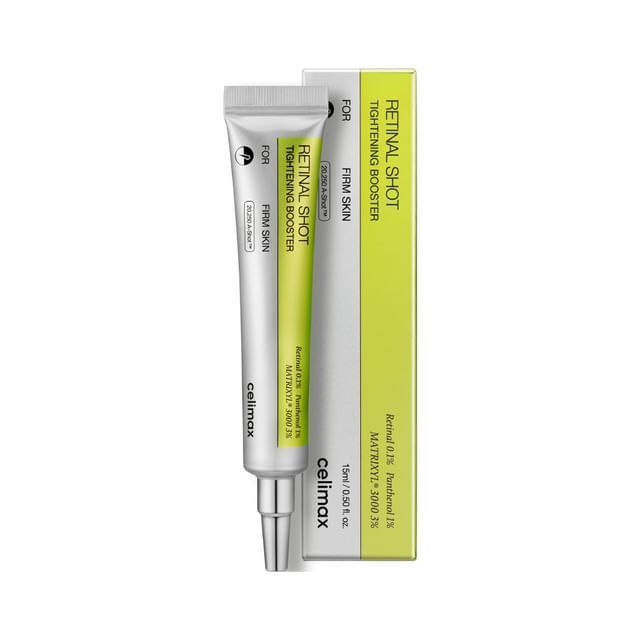 RETINAL SHOT
TIGHTENING BOOSTER
FOR FIRM SKIN
20,250 A-Shot™
Retinal 0.1% Panthenol 1%
MATRIXYL® 3000 3%
celimax
RETINAL SHOT
TIGHTENING BOOSTER
FOR FIRM SKIN
20,250 A-Shot™
Retinal 0.1% Panthenol 1%
MATRIXYL® 3000 3%
15ml / 0.50 fl. oz.
celimax